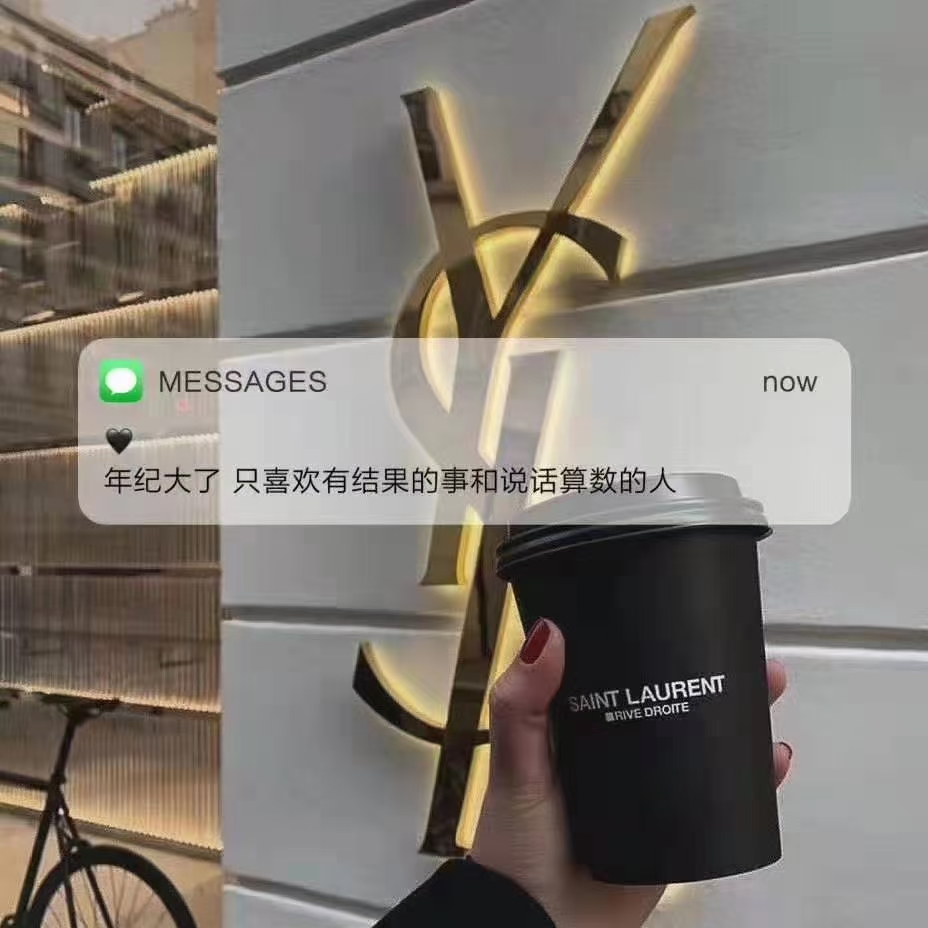 YSL
MESSAGES now
🖤
年纪大了 只喜欢有结果的事和说话算数的人
SAINT LAURENT
RIVE DROITE